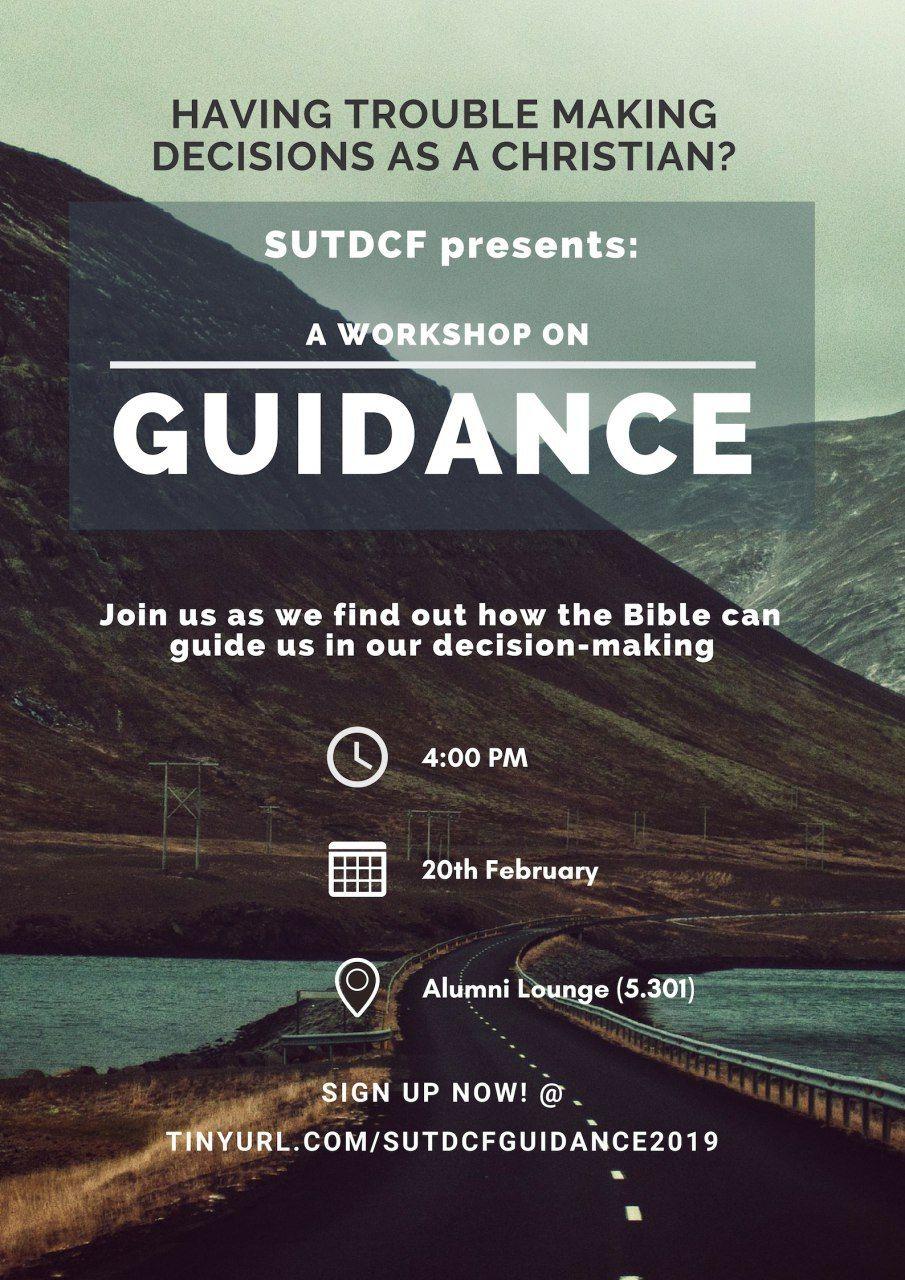 HAVING TROUBLE MAKING
DECISIONS AS A CHRISTIAN?
SUTDCF presents:
A WORKSHOP ON
GUIDANCE
Join us as we find out how the Bible can
guide us in our decision-making
4:00 PM
20th February
Alumni Lounge (5.301)
SIGN UP NOW! @
TINYURL.COM/SUTDCFGUIDANCE2019